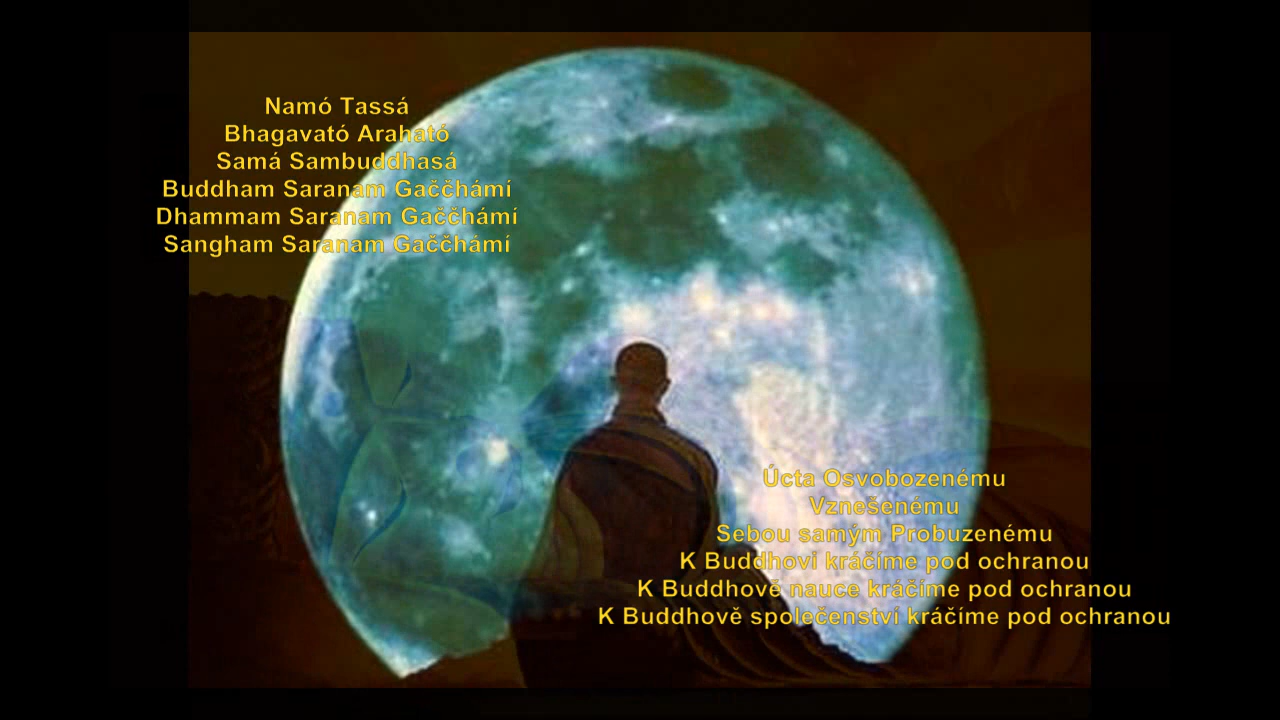 Namó Tassá
Bhagavató Araható
Samá Sambuddhasá
Buddham Saranam Gaččhámí
Dhammam Saranam Gaččhámí
Sangham Saranam Gaččhámí
Úcta Osvobozenému
Vznešenému
Sebou samým Probuzenému
K Buddhovi kráčíme pod ochranou
K Buddhově nauce kráčíme pod ochranou
K Buddhově společenství kráčíme pod ochranou